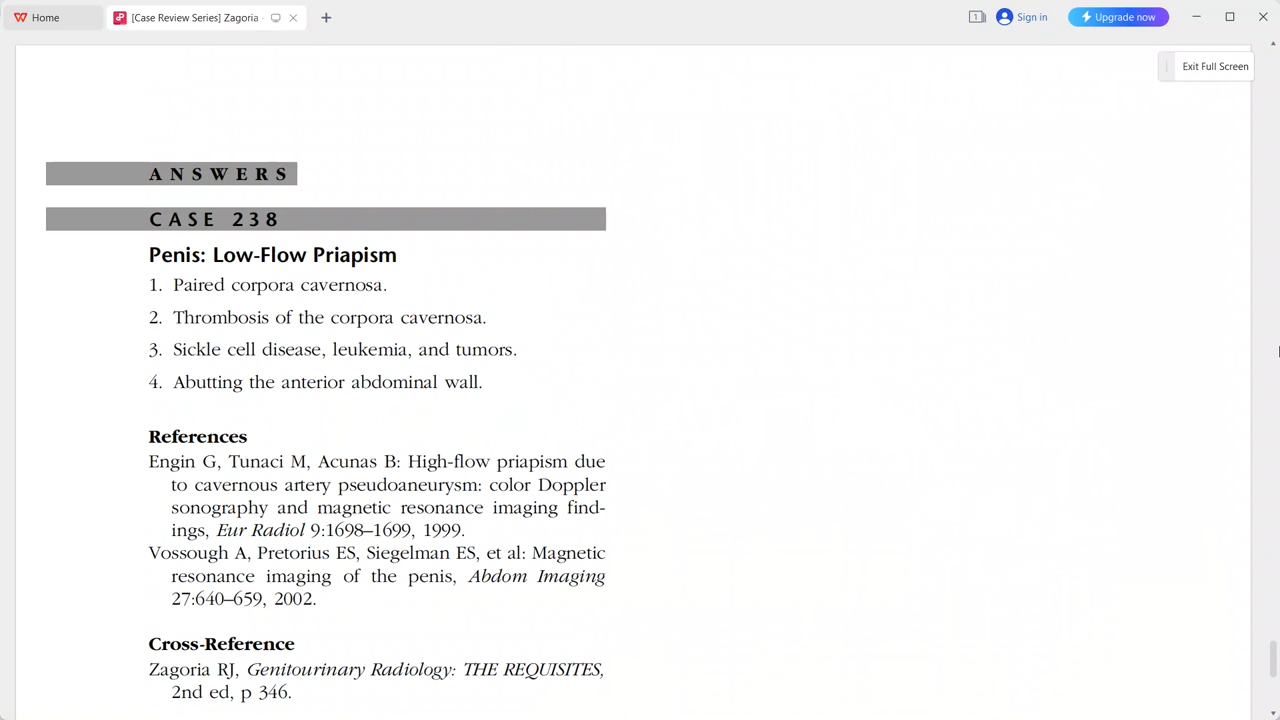 Home
[Case Review Series] Zagoria
1
Sign in
Upgrade now
Exit Full Screen
ANSWERS
CASE 238
Penis: Low-Flow Priapism
1. Paired corpora cavernosa.
2. Thrombosis of the corpora cavernosa.
3. Sickle cell disease, leukemia, and tumors.
4. Abutting the anterior abdominal wall.
References
Engin G, Tunaci M, Acunas B: High-flow priapism due
to cavernous artery pseudoaneurysm: color Doppler
sonography and magnetic resonance imaging find-
ings, Eur Radiol 9:1698–1699, 1999.
Vossough A, Pretorius ES, Siegelman ES, et al: Magnetic
resonance imaging of the penis, Abdom Imaging
27:640–659, 2002.
Cross-Reference
Zagoria RJ, Genitourinary Radiology: THE REQUISITES,
2nd ed, p 346.